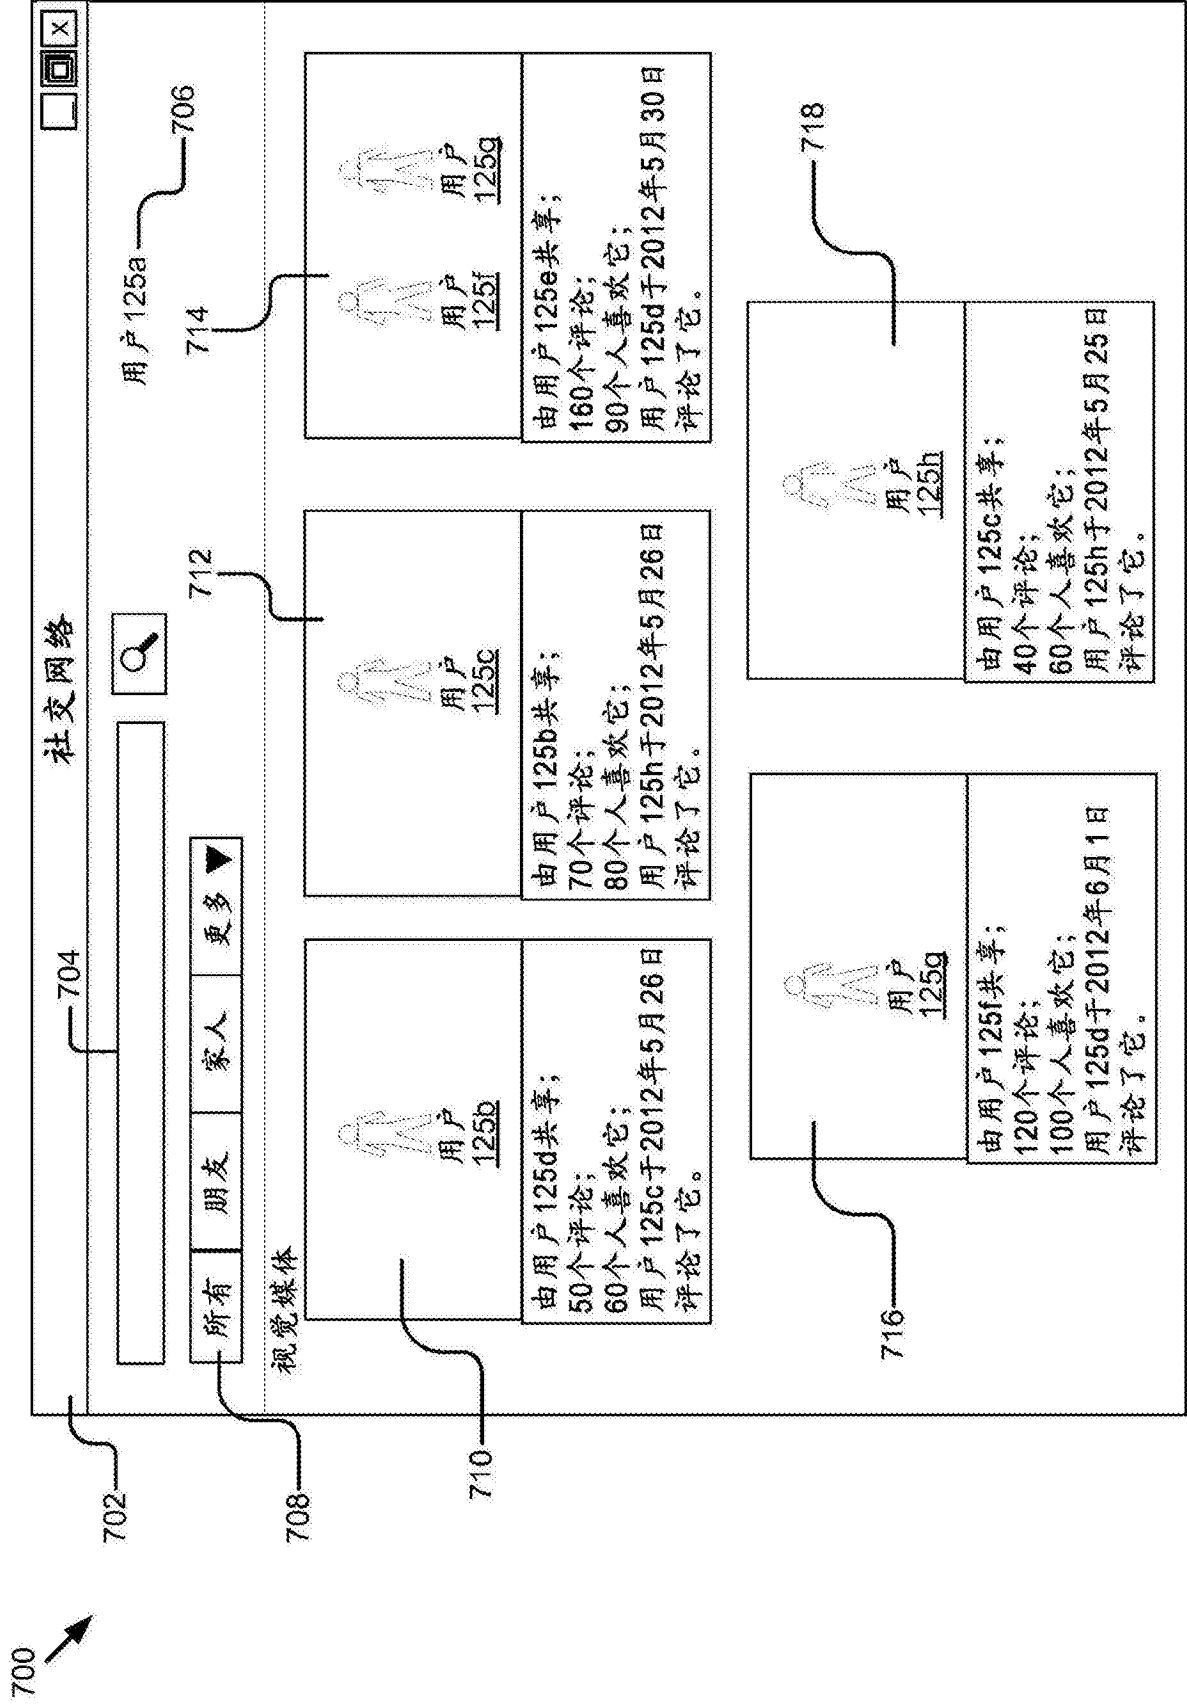 700
702
社交网络
X
704
用户125a
706
708
所有
朋友
家人
更多
视觉媒体
710
用户
125b
由用户125d共享；
50个评论；
60个人喜欢它；
用户125c于2012年5月26日
评论了它。
712
用户
125c
由用户125b共享；
70个评论；
80个人喜欢它；
用户125h于2012年5月26日
评论了它。
714
用户
125f
用户
125g
由用户125e共享；
160个评论；
90个人喜欢它；
用户125d于2012年5月30日
评论了它。
716
用户
125g
由用户125f共享；
120个评论；
100个人喜欢它；
用户125d于2012年6月1日
评论了它。
718
用户
125h
由用户125c共享；
40个评论；
60个人喜欢它；
用户125h于2012年5月25日
评论了它。